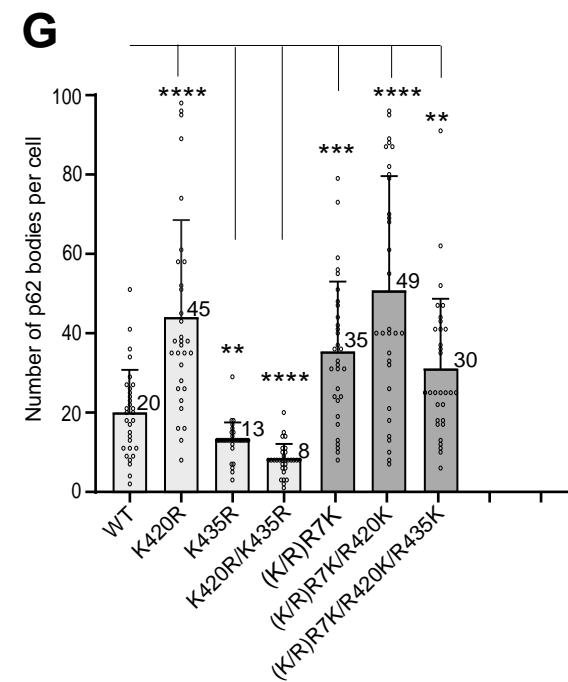 G
Number of p62 bodies per cell
100
80
60
40
20
0
****
**
****
***
****
**
20
45
13
8
35
49
30
WT
K420R
K435R
K420R/K435R
(K/R)R7K
(K/R)R7K/R420K
(K/R)R7K/R420K/R435K